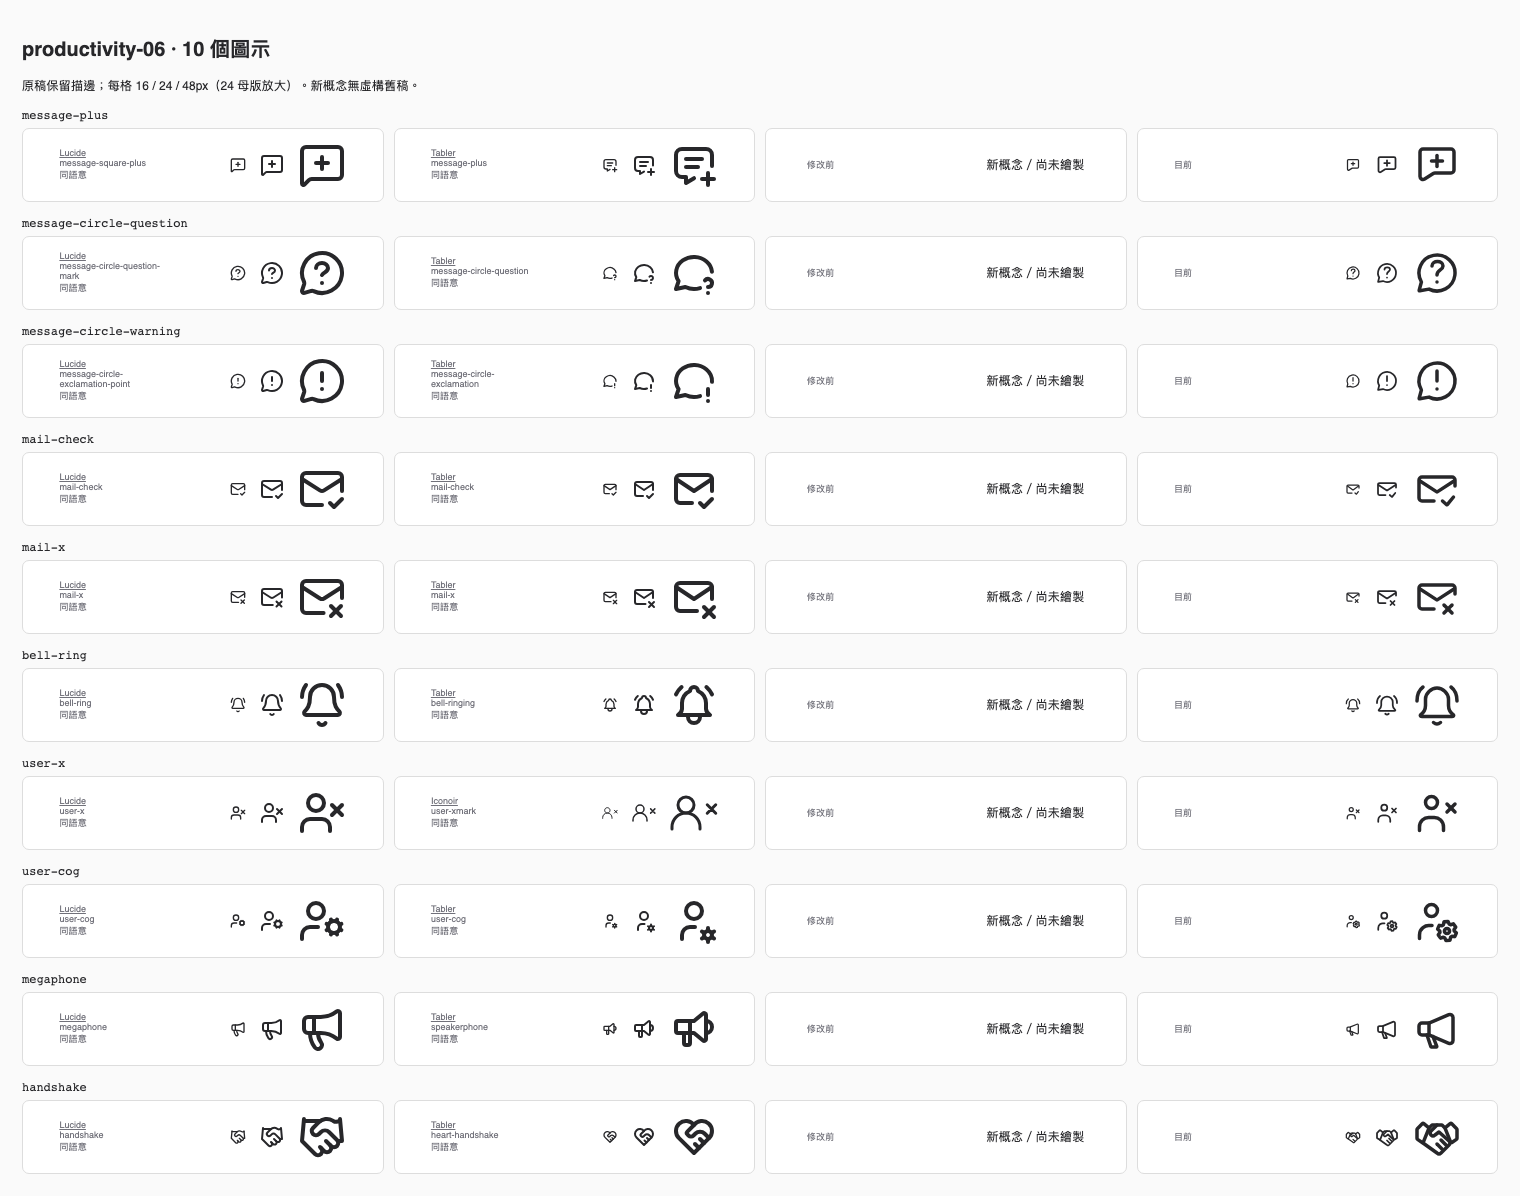 productivity-06 · 10 個圖示
原稿保留描邊；每格 16 / 24 / 48px（24 母版放大）。新概念無虛構舊稿。
message-plus
Lucide
message-square-plus
同語意
Tabler
message-plus
同語意
修改前
新概念 / 尚未繪製
目前
message-circle-question
Lucide
message-circle-question-
mark
同語意
Tabler
message-circle-question
同語意
修改前
新概念 / 尚未繪製
目前
message-circle-warning
Lucide
message-circle-
exclamation-point
同語意
Tabler
message-circle-
exclamation
同語意
修改前
新概念 / 尚未繪製
目前
mail-check
Lucide
mail-check
同語意
Tabler
mail-check
同語意
修改前
新概念 / 尚未繪製
目前
mail-x
Lucide
mail-x
同語意
Tabler
mail-x
同語意
修改前
新概念 / 尚未繪製
目前
bell-ring
Lucide
bell-ring
同語意
Tabler
bell-ringing
同語意
修改前
新概念 / 尚未繪製
目前
user-x
Lucide
user-x
同語意
Iconoir
user-xmark
同語意
修改前
新概念 / 尚未繪製
目前
user-cog
Lucide
user-cog
同語意
Tabler
user-cog
同語意
修改前
新概念 / 尚未繪製
目前
megaphone
Lucide
megaphone
同語意
Tabler
speakerphone
同語意
修改前
新概念 / 尚未繪製
目前
handshake
Lucide
handshake
同語意
Tabler
heart-handshake
同語意
修改前
新概念 / 尚未繪製
目前